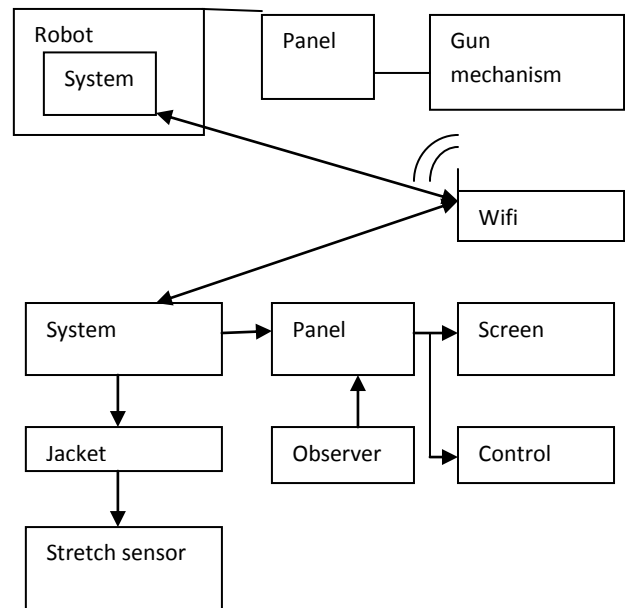 Robot
System
Panel
Gun
mechanism
Wifi
System
Panel
Screen
Jacket
Observer
Control
Stretch sensor